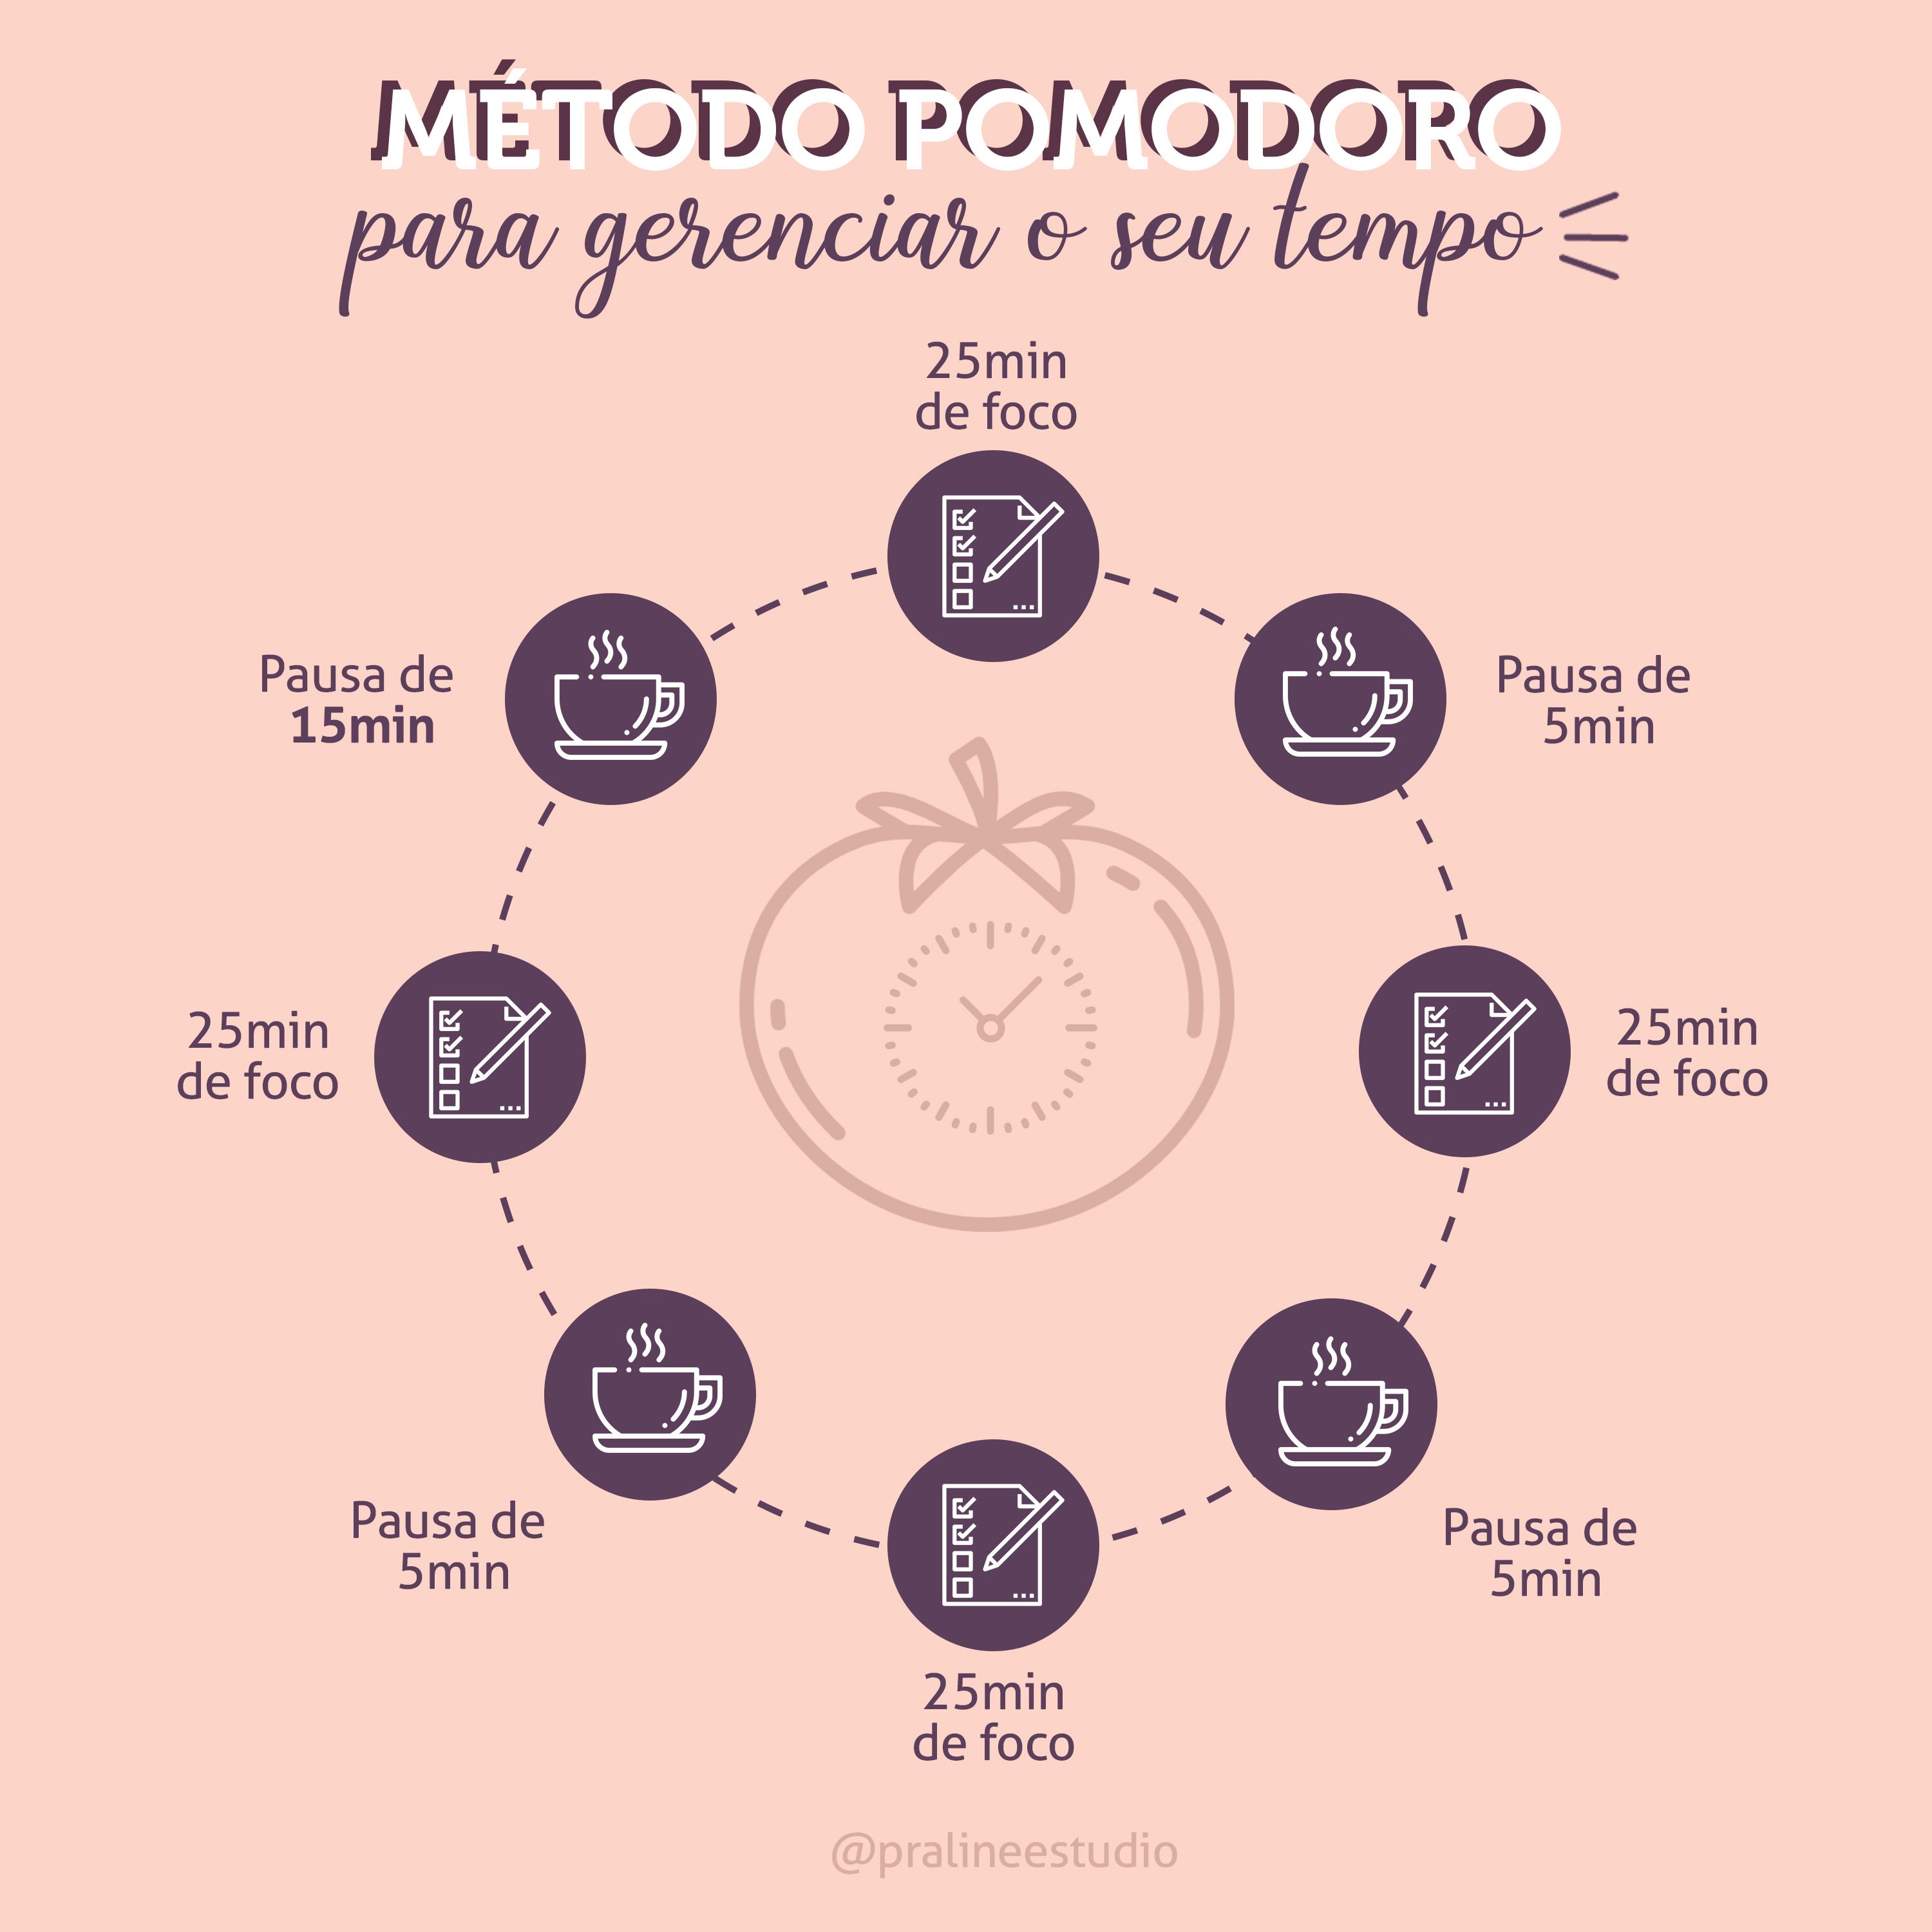 MÉTODO POMODORO
para gerenciar o seu tempo
25min
de foco
Pausa de
5min
25min
de foco
Pausa de
5min
25min
de foco
Pausa de
5min
25min
de foco
Pausa de
15min
@pralineestudio